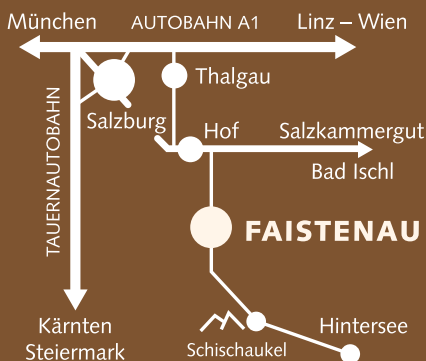 München
AUTOBAHN A1
Linz – Wien
Thalgau
TAUERNAUTOBAHN
Salzburg
Hof
Salzkammergut
Bad Ischl
FAISTENAU
Kärnten
Steiermark
Schischaukel
Hintersee